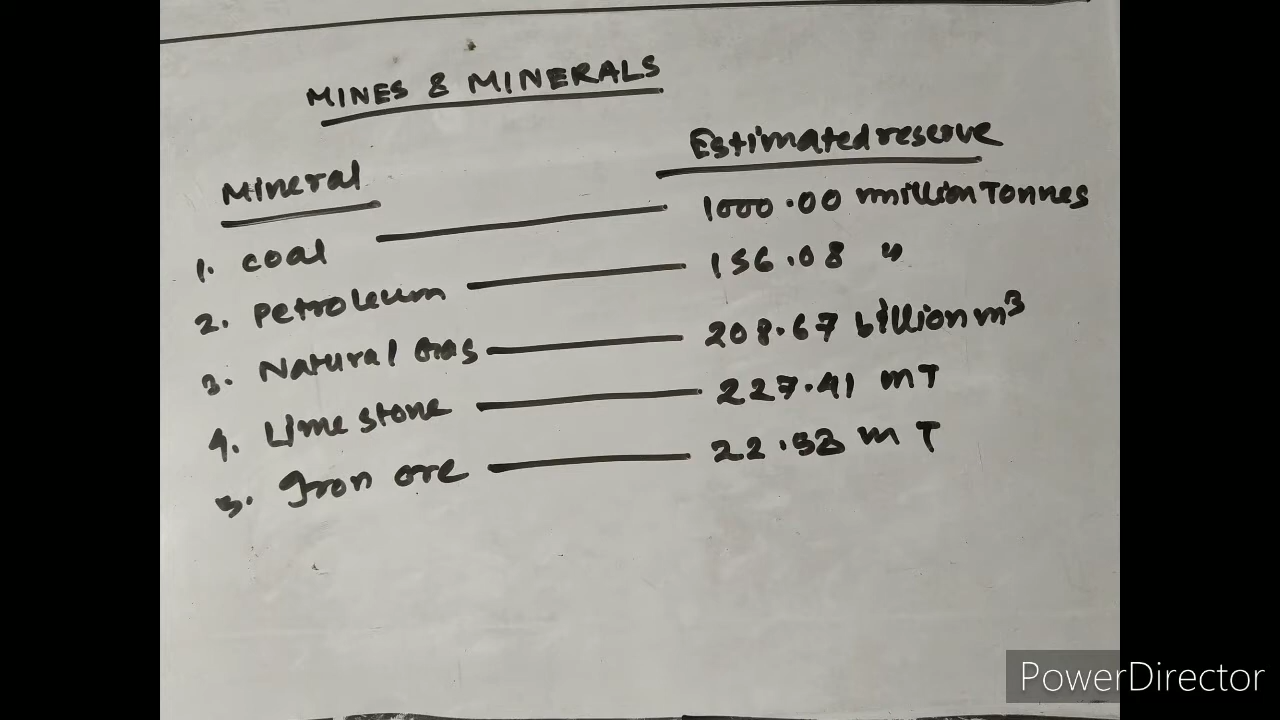 MINES & MINERALS
Mineral Estimated reserve
1. coal — 1000.00 million Tonnes
2. Petroleum — 156.08 "
3. Natural Gas — 208.67 billion m³
4. Lime stone — 227.41 mT
5. Iron ore — 22.53 m T
PowerDirector